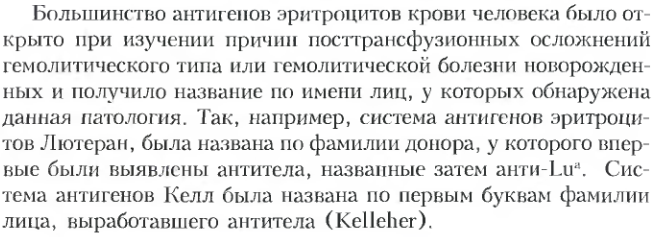 Большинство антигенов эритроцитов крови человека было от-
крыто при изучении причин посттрансфузионных осложнений
гемолитического типа или гемолитической болезни новорожден-
ных и получило название по имени лиц, у которых обнаружена
данная патология. Так, например, система антигенов эритроци-
тов Лютеран, была названа по фамилии донора, у которого впер-
вые были выявлены антитела, названные затем анти-Luᵃ. Сис-
тема антигенов Келл была названа по первым буквам фамилии
лица, выработавшего антитела (Kelleher).